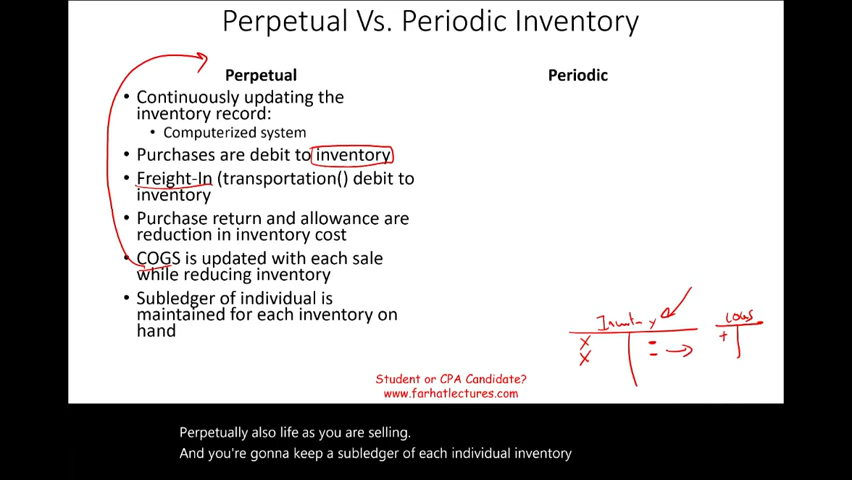 Perpetual Vs. Periodic Inventory
Perpetual
• Continuously updating the
inventory record:
• Computerized system
• Purchases are debit to inventory
• Freight-In (transportation() debit to
inventory
• Purchase return and allowance are
reduction in inventory cost
• COGS is updated with each sale
while reducing inventory
• Subledger of individual is
maintained for each inventory on
hand
Periodic
Inventory
COGS
X
X
+
Student or CPA Candidate?
www.farhatlectures.com
Perpetually also life as you are selling.
And you're gonna keep a subledger of each individual inventory